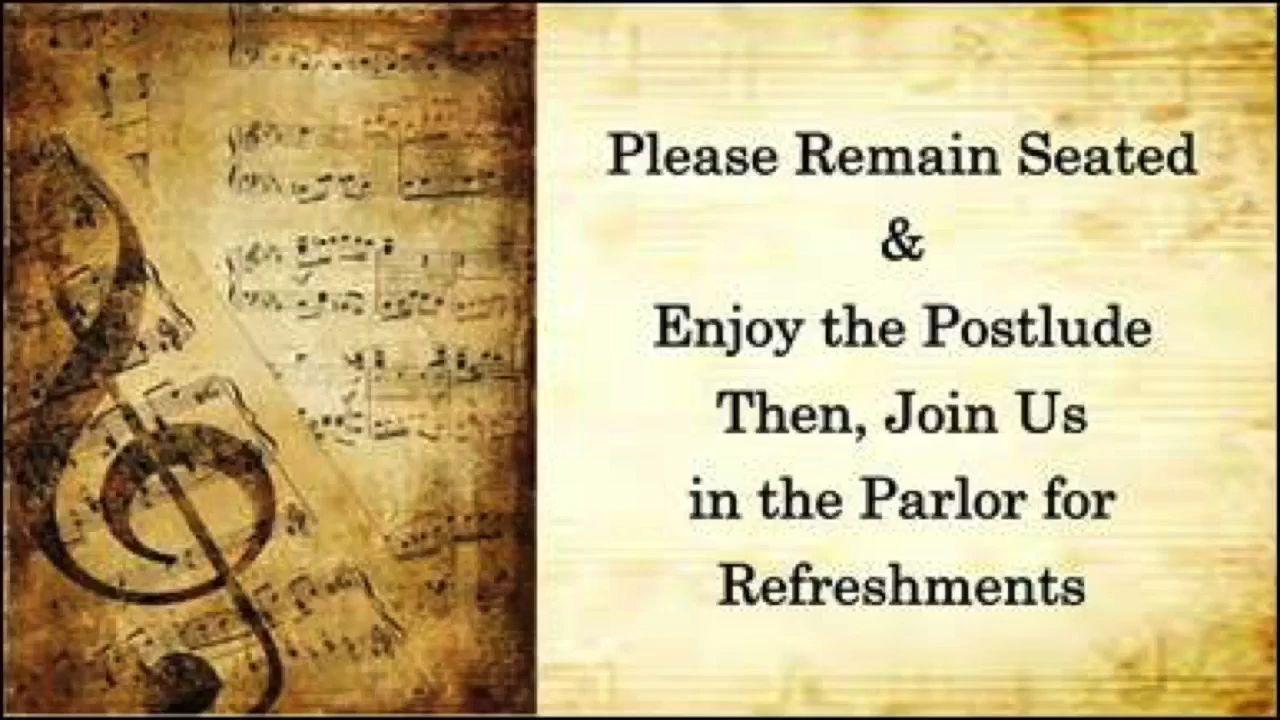 Please Remain Seated
&
Enjoy the Postlude
Then, Join Us
in the Parlor for
Refreshments